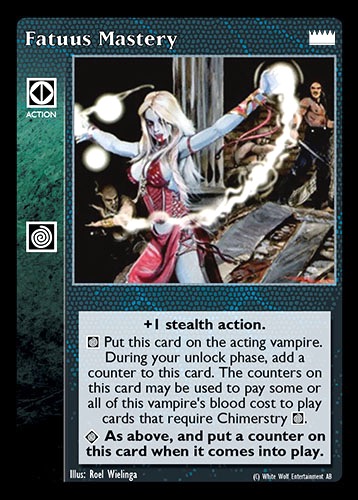 Fatuus Mastery
ACTION
+1 stealth action.
Put this card on the acting vampire.
During your unlock phase, add a
counter to this card. The counters on
this card may be used to pay some or
all of this vampire's blood cost to play
cards that require Chimerstry .
As above, and put a counter on
this card when it comes into play.
Illus: Roel Wielinga
(C) White Wolf Entertainment AB